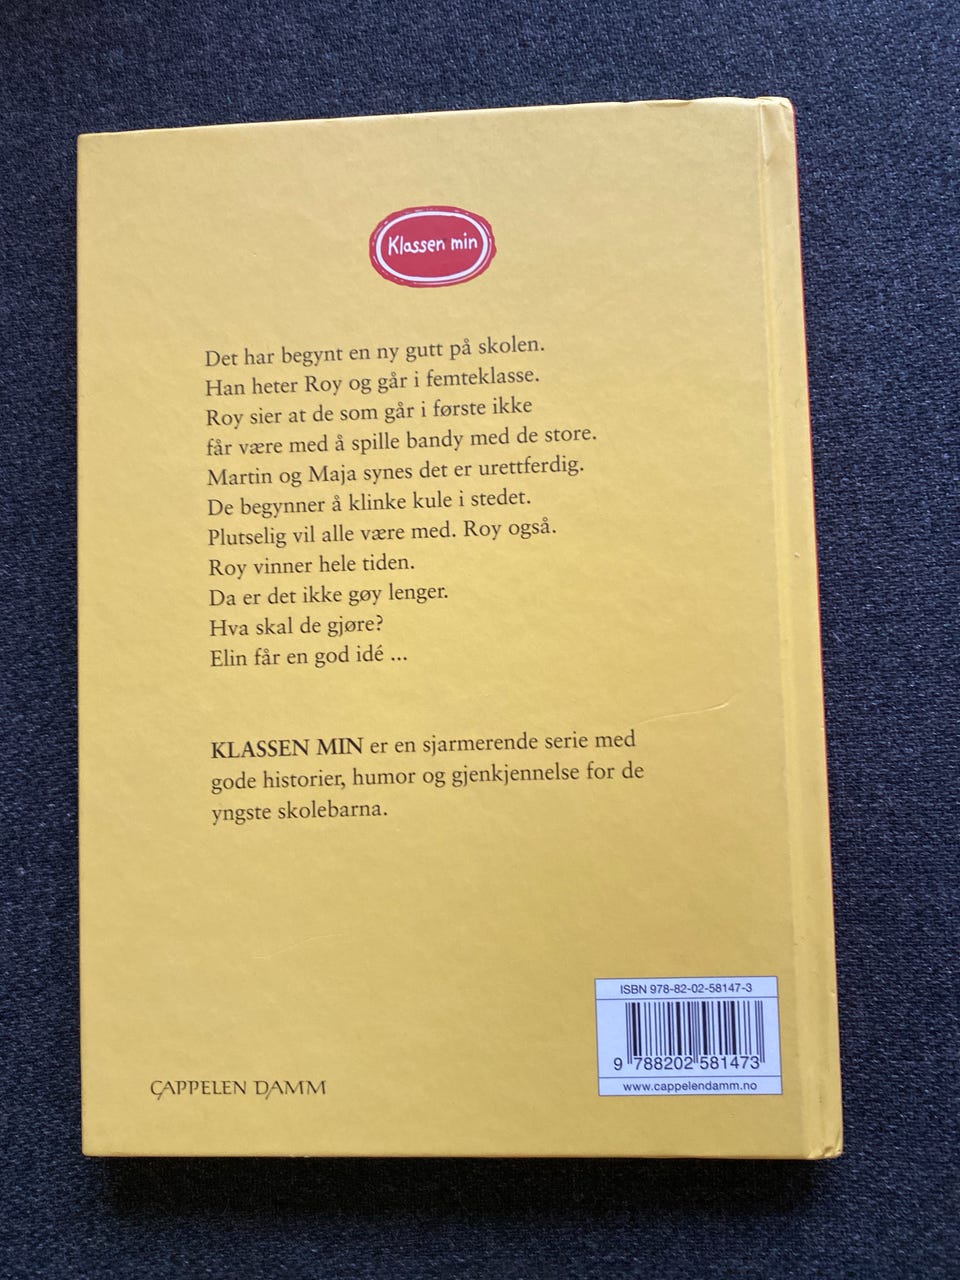 Klassen min
Det har begynt en ny gutt på skolen.
Han heter Roy og går i femteklasse.
Roy sier at de som går i første ikke
får være med å spille bandy med de store.
Martin og Maja synes det er urettferdig.
De begynner å klinke kule i stedet.
Plutselig vil alle være med. Roy også.
Roy vinner hele tiden.
Da er det ikke gøy lenger.
Hva skal de gjøre?
Elin får en god idé ...
KLASSEN MIN er en sjarmerende serie med
gode historier, humor og gjenkjennelse for de
yngste skolebarna.
ISBN 978-82-02-58147-3
9 788202 581473
www.cappelendamm.no
CAPPELEN DAMM